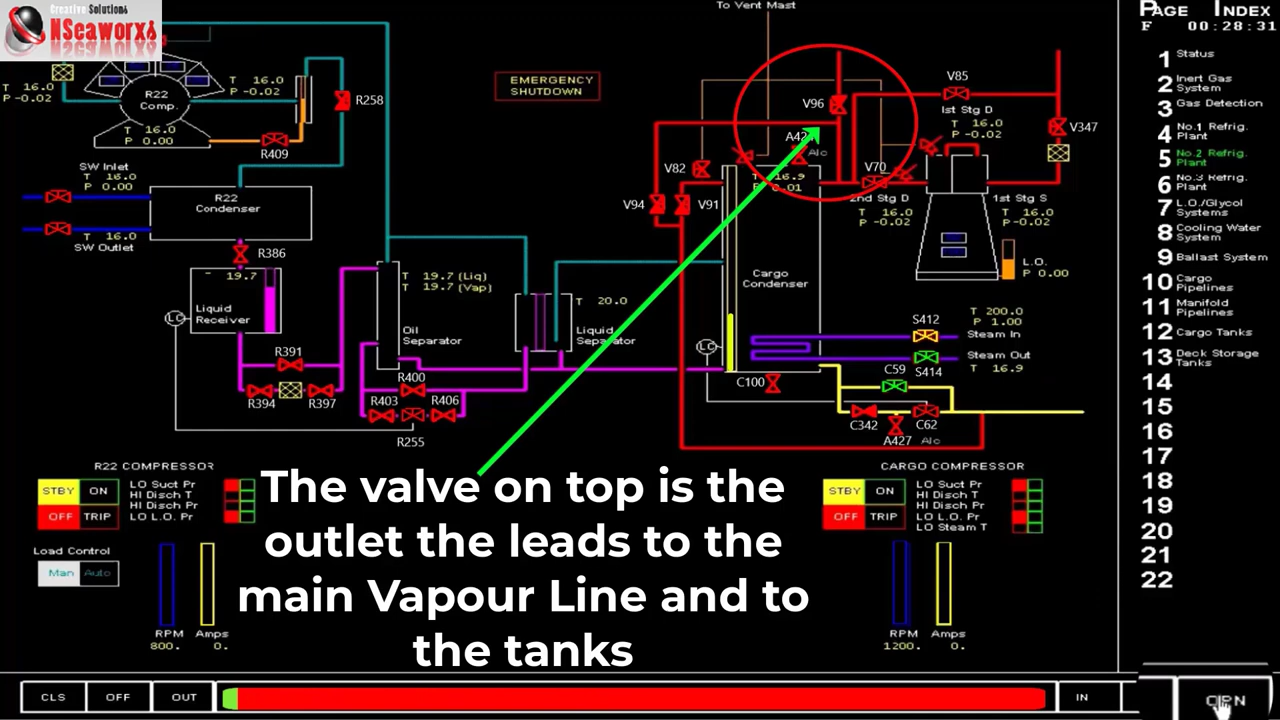 Creative Solutions
NSeaworx
To Vent Mast
PAGE INDEX
F 00:28:31
EMERGENCY
SHUTDOWN
T 16.0
P -0.02
R22
Comp.
T 16.0
P 0.00
T 16.0
P -0.02
R258
R409
SW Inlet
T 16.0
P 0.00
R22
Condenser
T 16.0
SW Outlet
R386
19.7
Liquid
Receiver
LC
T 19.7 (Liq)
T 19.7 (Vap)
Oil
Separator
T 20.0
Liquid
R391
R394
R397
R400
R403
R406
R255
V96
V85
1st Stg D
T 16.0
P -0.02
V347
Alc
V82
V70
V94
V91
16.9
0.01
2nd Stg D
T 16.0
P -0.02
1st Stg S
T 16.0
P -0.02
L.O.
P 0.00
Cargo
Condenser
LC
S412
T 200.0
P 1.00
Steam In
Steam Out
T 16.9
S414
C59
C100
C342
C62
A427 Alc
1 Status
2 Inert Gas
System
3 Gas Detection
4 No.1 Refrig.
Plant
5 No.2 Refrig.
Plant
6 No.3 Refrig.
Plant
7 L.O./Glycol
Systems
8 Cooling Water
System
9 Ballast System
10 Cargo
Pipelines
11 Manifold
Pipelines
12 Cargo Tanks
13 Deck Storage
Tanks
14
15
16
17
18
19
20
21
22
R22 COMPRESSOR
STBY ON
OFF TRIP
LO Suct Pr
HI Disch T
HI Disch Pr
LO L.O. Pr
Load Control
Man Auto
RPM Amps
800. 0.
The valve on top is the
outlet the leads to the
main Vapour Line and to
the tanks
CARGO COMPRESSOR
STBY ON
OFF TRIP
LO Suct Pr
HI Disch T
HI Disch Pr
LO L.O. Pr
LO Steam T
RPM Amps
1200. 0.
CLS OFF OUT IN